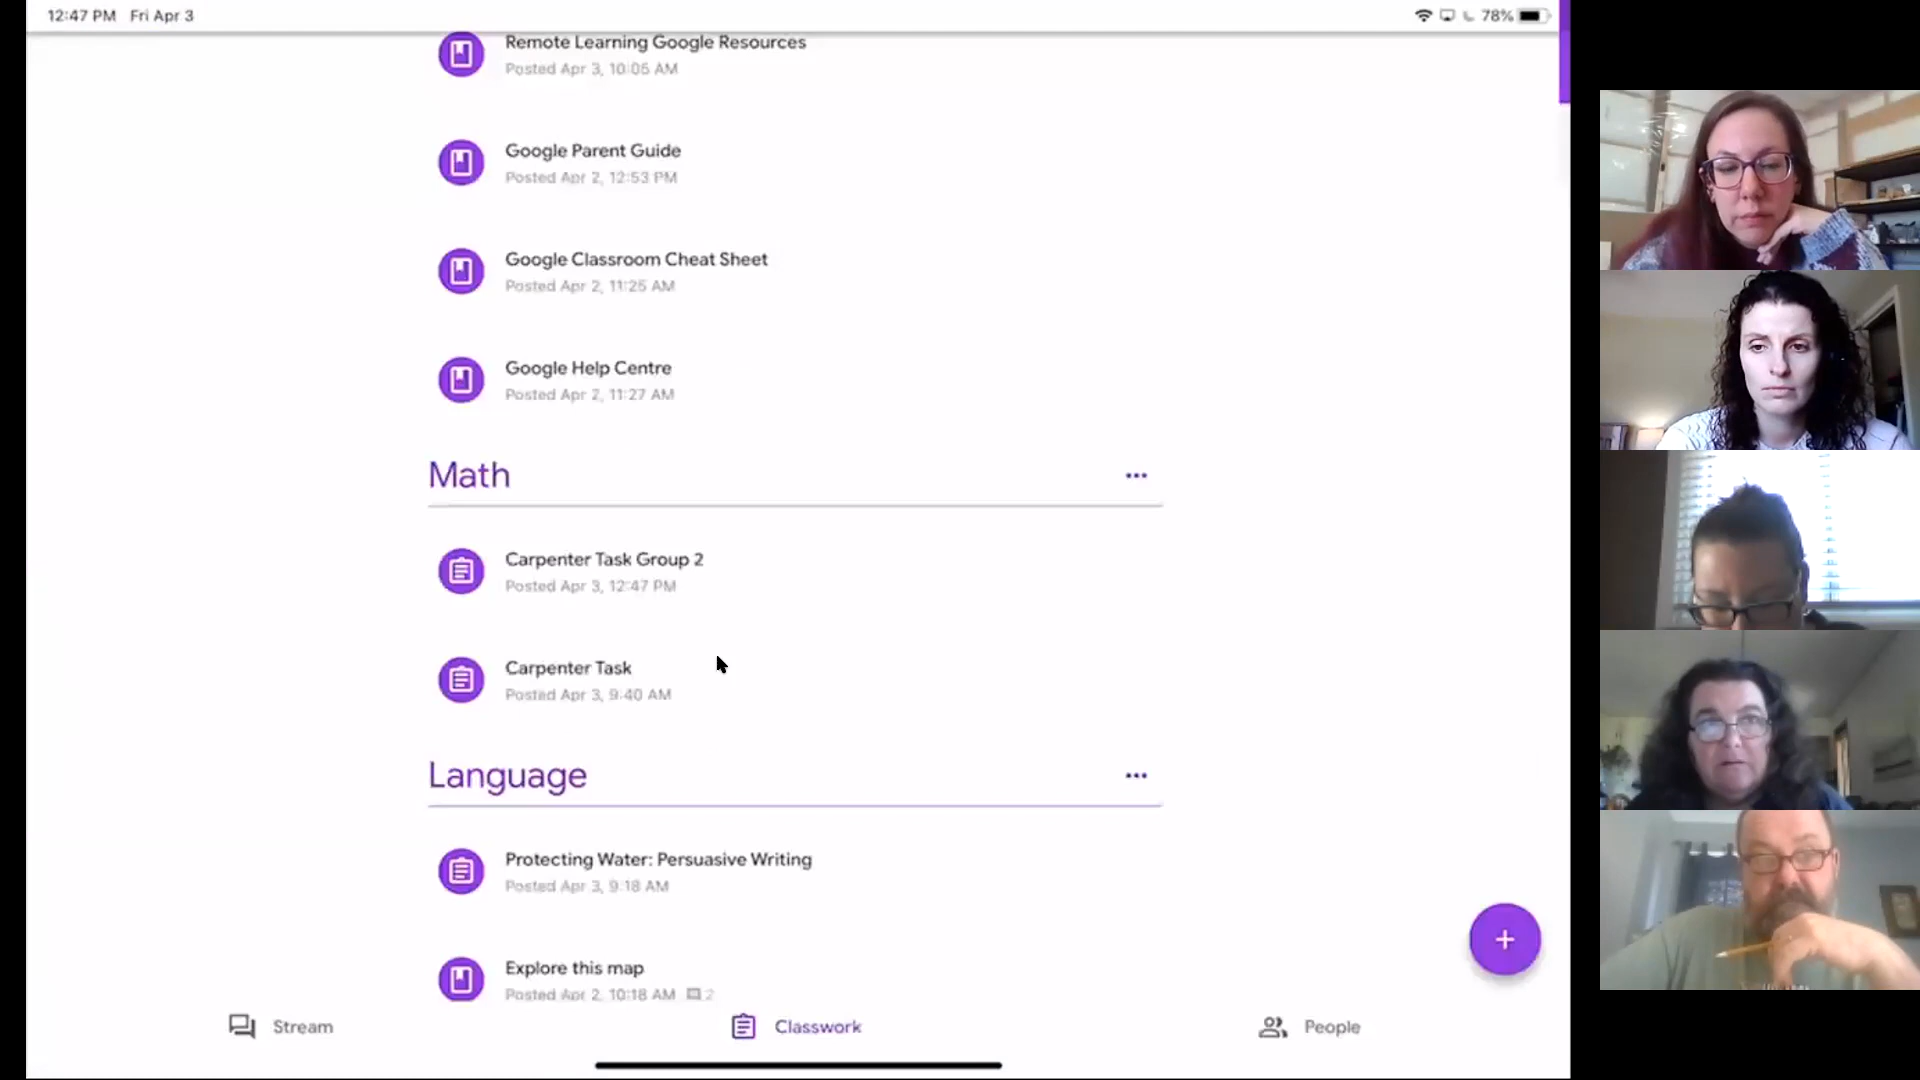 12:47 PM Fri Apr 3
78%
Remote Learning Google Resources
Posted Apr 3, 10:05 AM
Google Parent Guide
Posted Apr 2, 12:53 PM
Google Classroom Cheat Sheet
Posted Apr 2, 11:25 AM
Google Help Centre
Posted Apr 2, 11:27 AM
Math
Carpenter Task Group 2
Posted Apr 3, 12:47 PM
Carpenter Task
Posted Apr 3, 9:40 AM
Language
Protecting Water: Persuasive Writing
Posted Apr 3, 9:18 AM
Explore this map
Posted Apr 2, 10:18 AM 2
Stream
Classwork
People